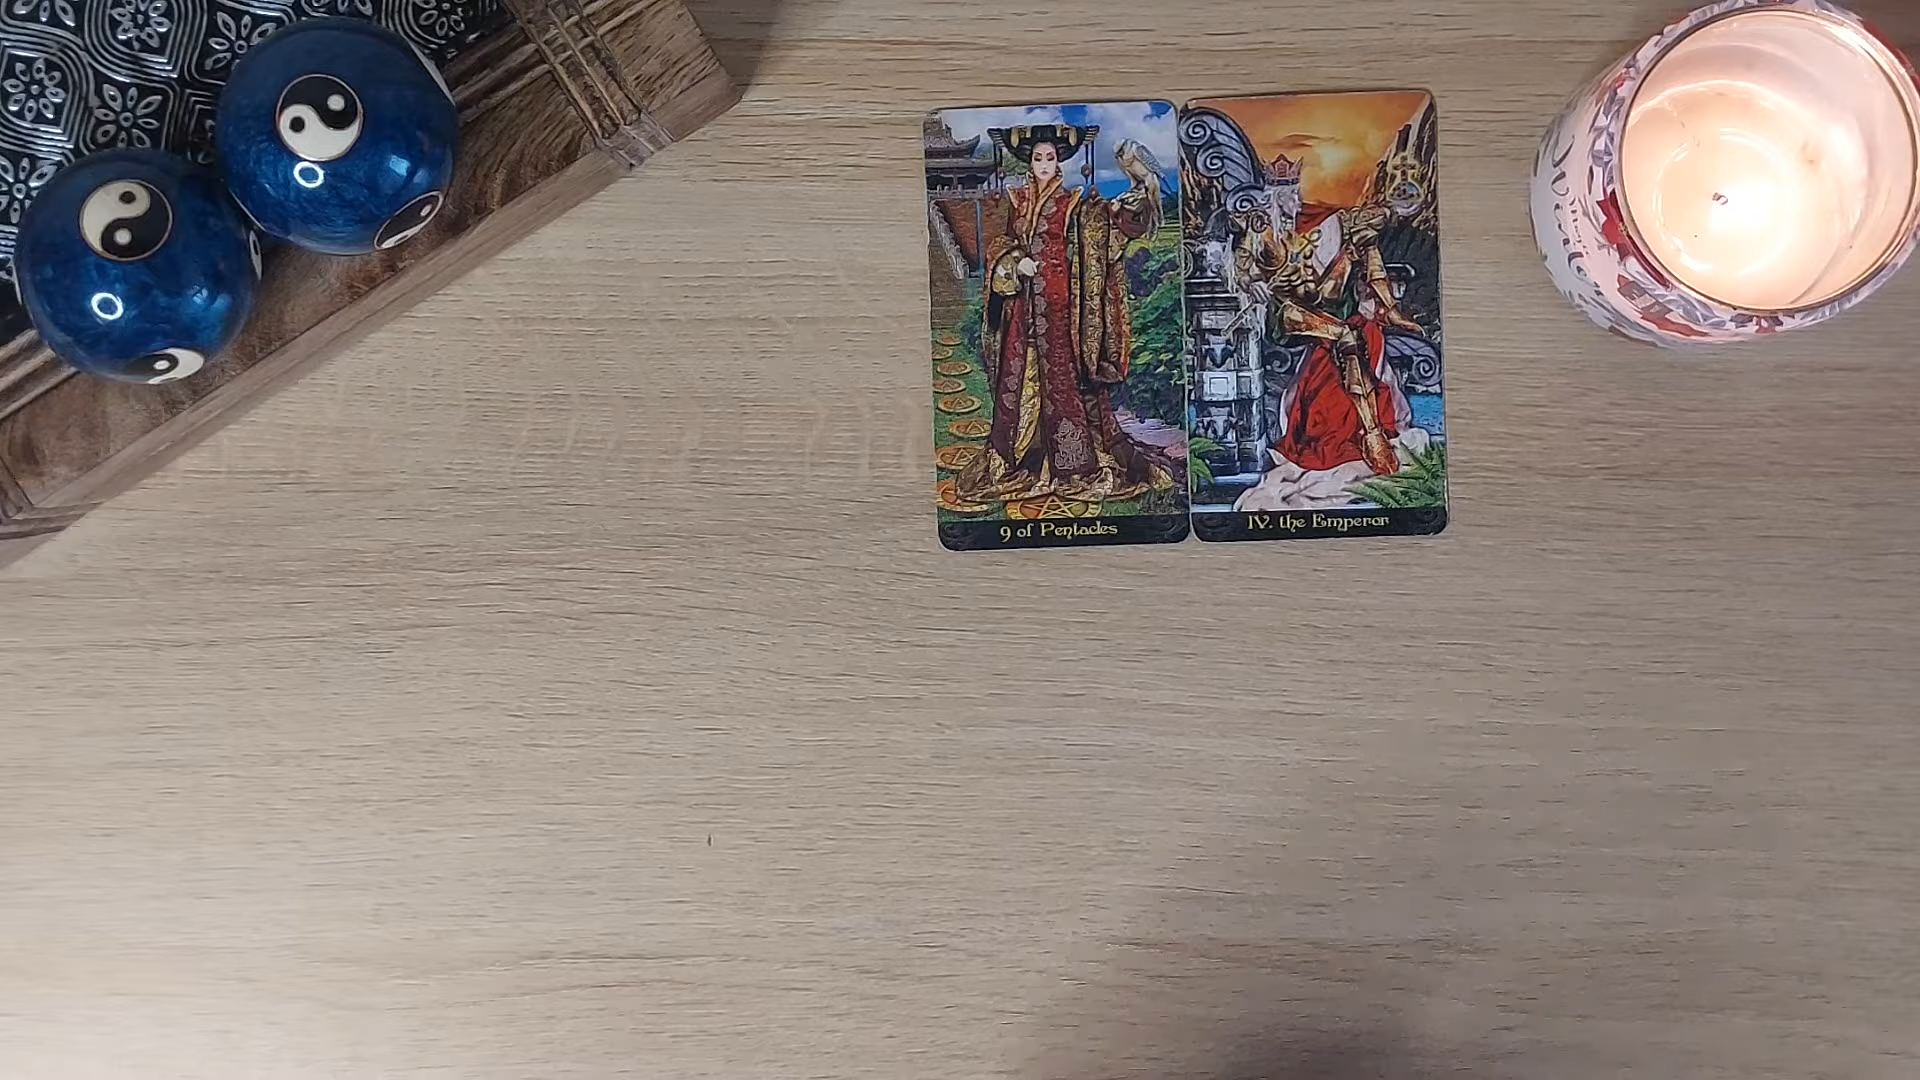 9 of Pentacles
IV. the Emperor